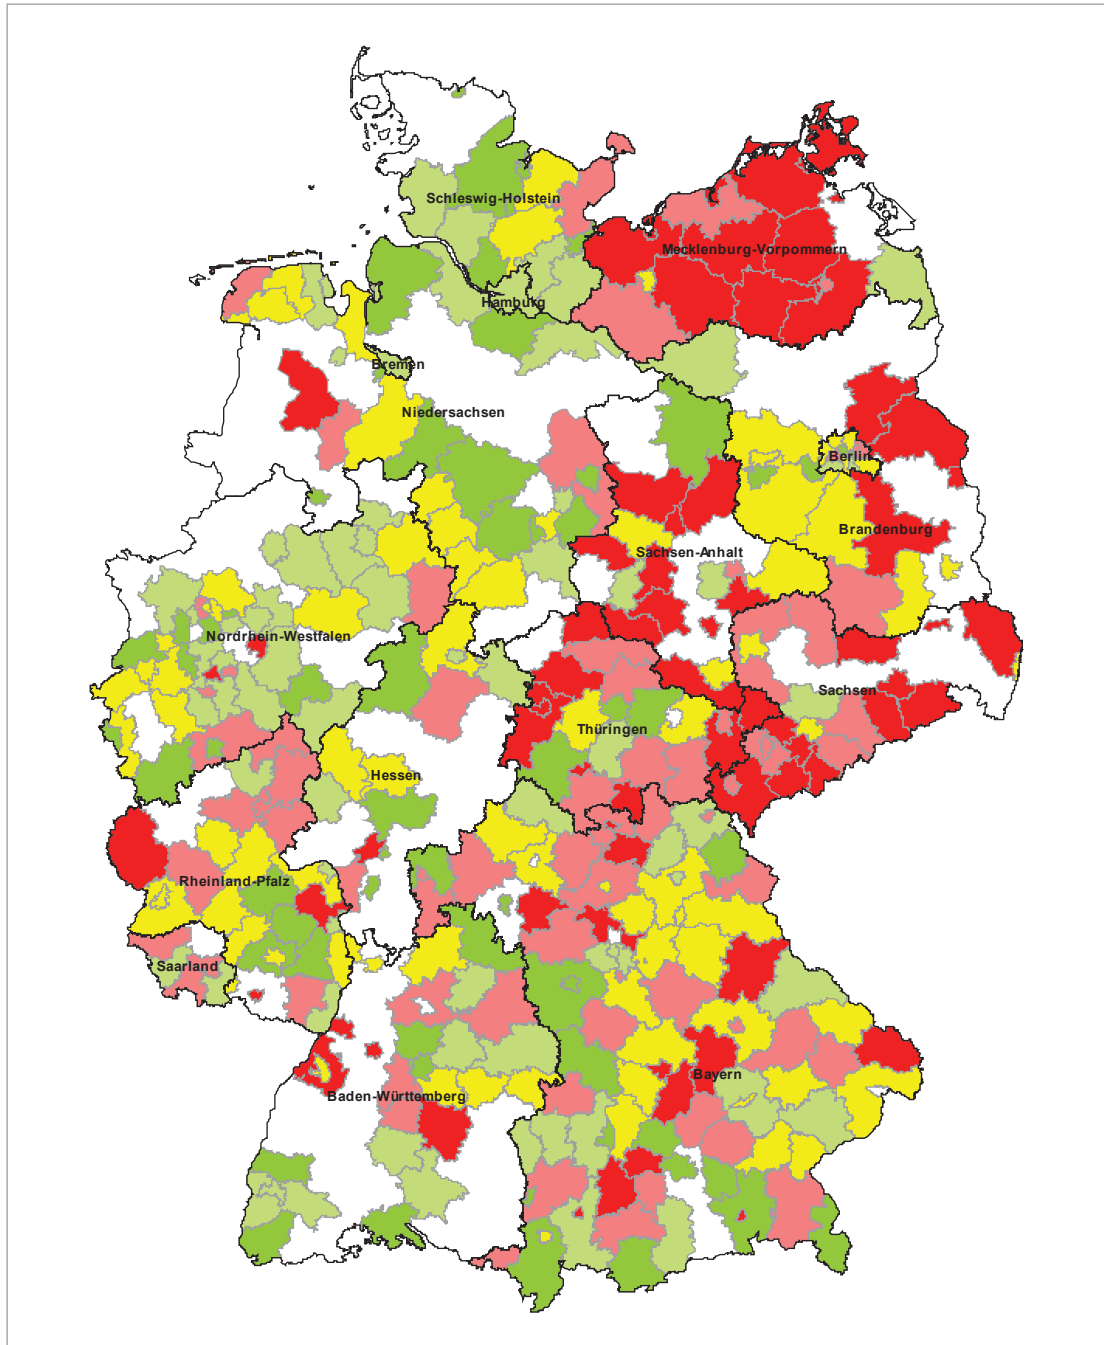 Schleswig-Holstein
Mecklenburg-Vorpommern
Hamburg
Bremen
Niedersachsen
Berlin
Brandenburg
Sachsen-Anhalt
Nordrhein-Westfalen
Sachsen
Thüringen
Hessen
Rheinland-Pfalz
Saarland
Bayern
Baden-Württemberg